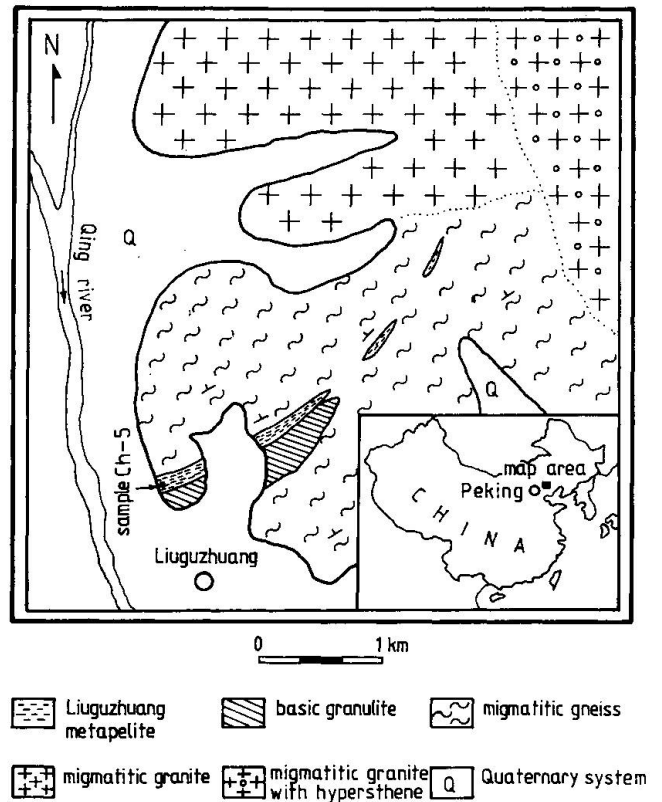 N
Qing river
Q
Q
sample Ch-5
Liuguzhuang
map area
Peking
CHINA
0 1 km
Liuguzhuang
metapelite
basic granulite
migmatitic gneiss
migmatitic granite
migmatitic granite
with hypersthene
Q
Quaternary system